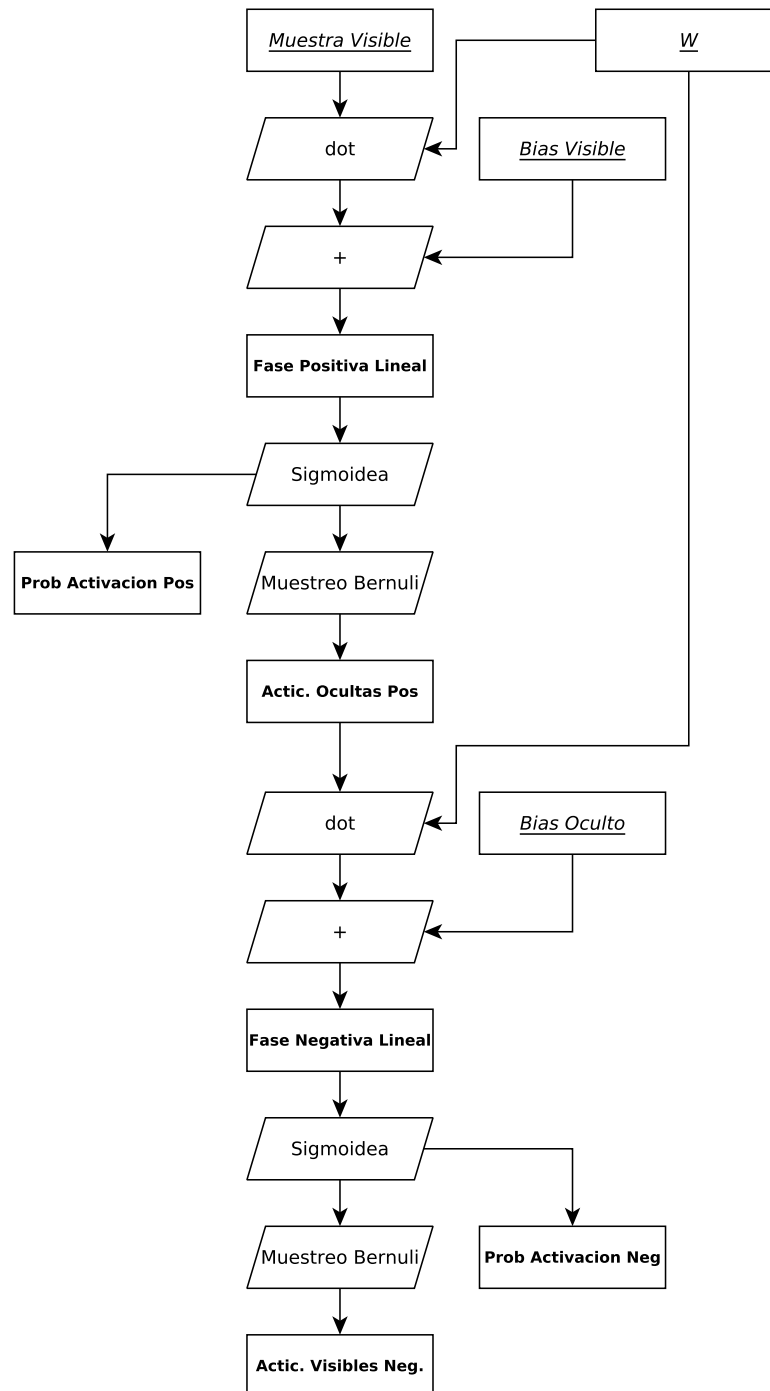 Muestra Visible
W
dot
Bias Visible
+
Fase Positiva Lineal
Sigmoidea
Prob Activacion Pos
Muestreo Bernuli
Actic. Ocultas Pos
dot
Bias Oculto
+
Fase Negativa Lineal
Sigmoidea
Muestreo Bernuli
Prob Activacion Neg
Actic. Visibles Neg.